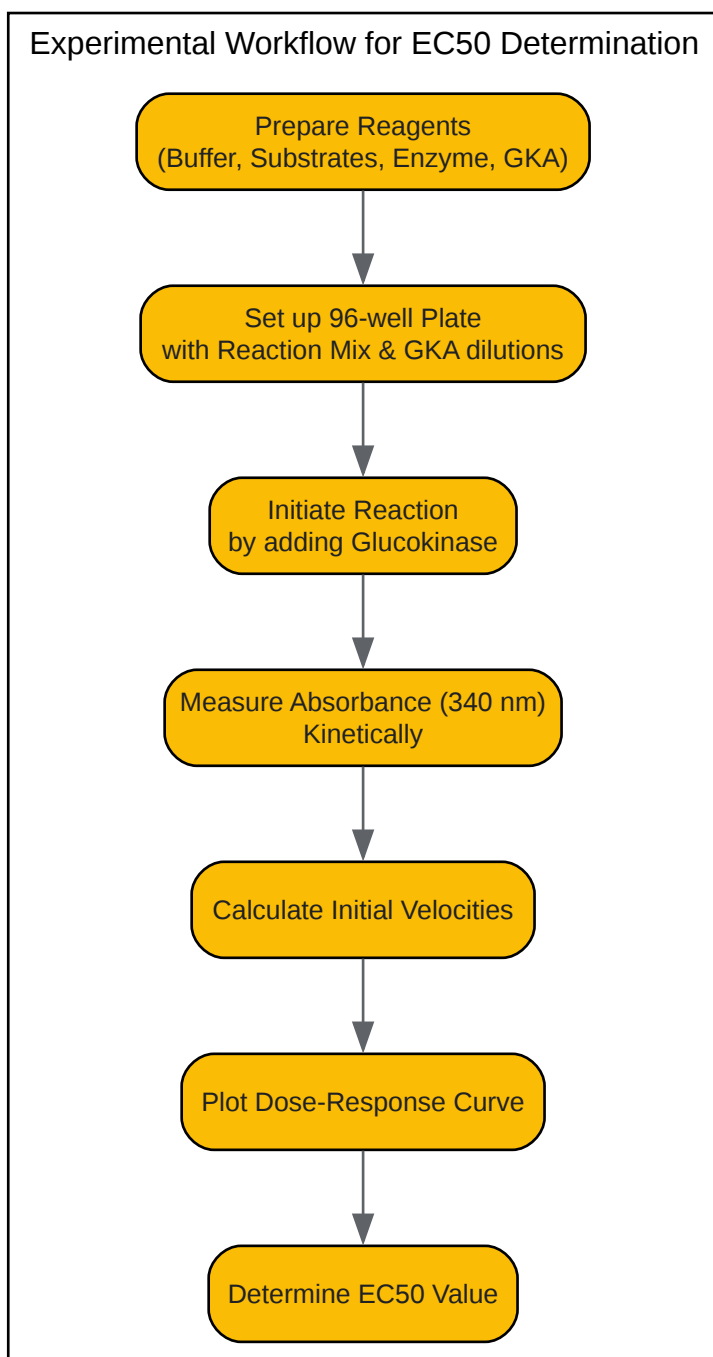 Experimental Workflow for EC50 Determination
Prepare Reagents
(Buffer, Substrates, Enzyme, GKA)
Set up 96-well Plate
with Reaction Mix & GKA dilutions
Initiate Reaction
by adding Glucokinase
Measure Absorbance (340 nm)
Kinetically
Calculate Initial Velocities
Plot Dose-Response Curve
Determine EC50 Value